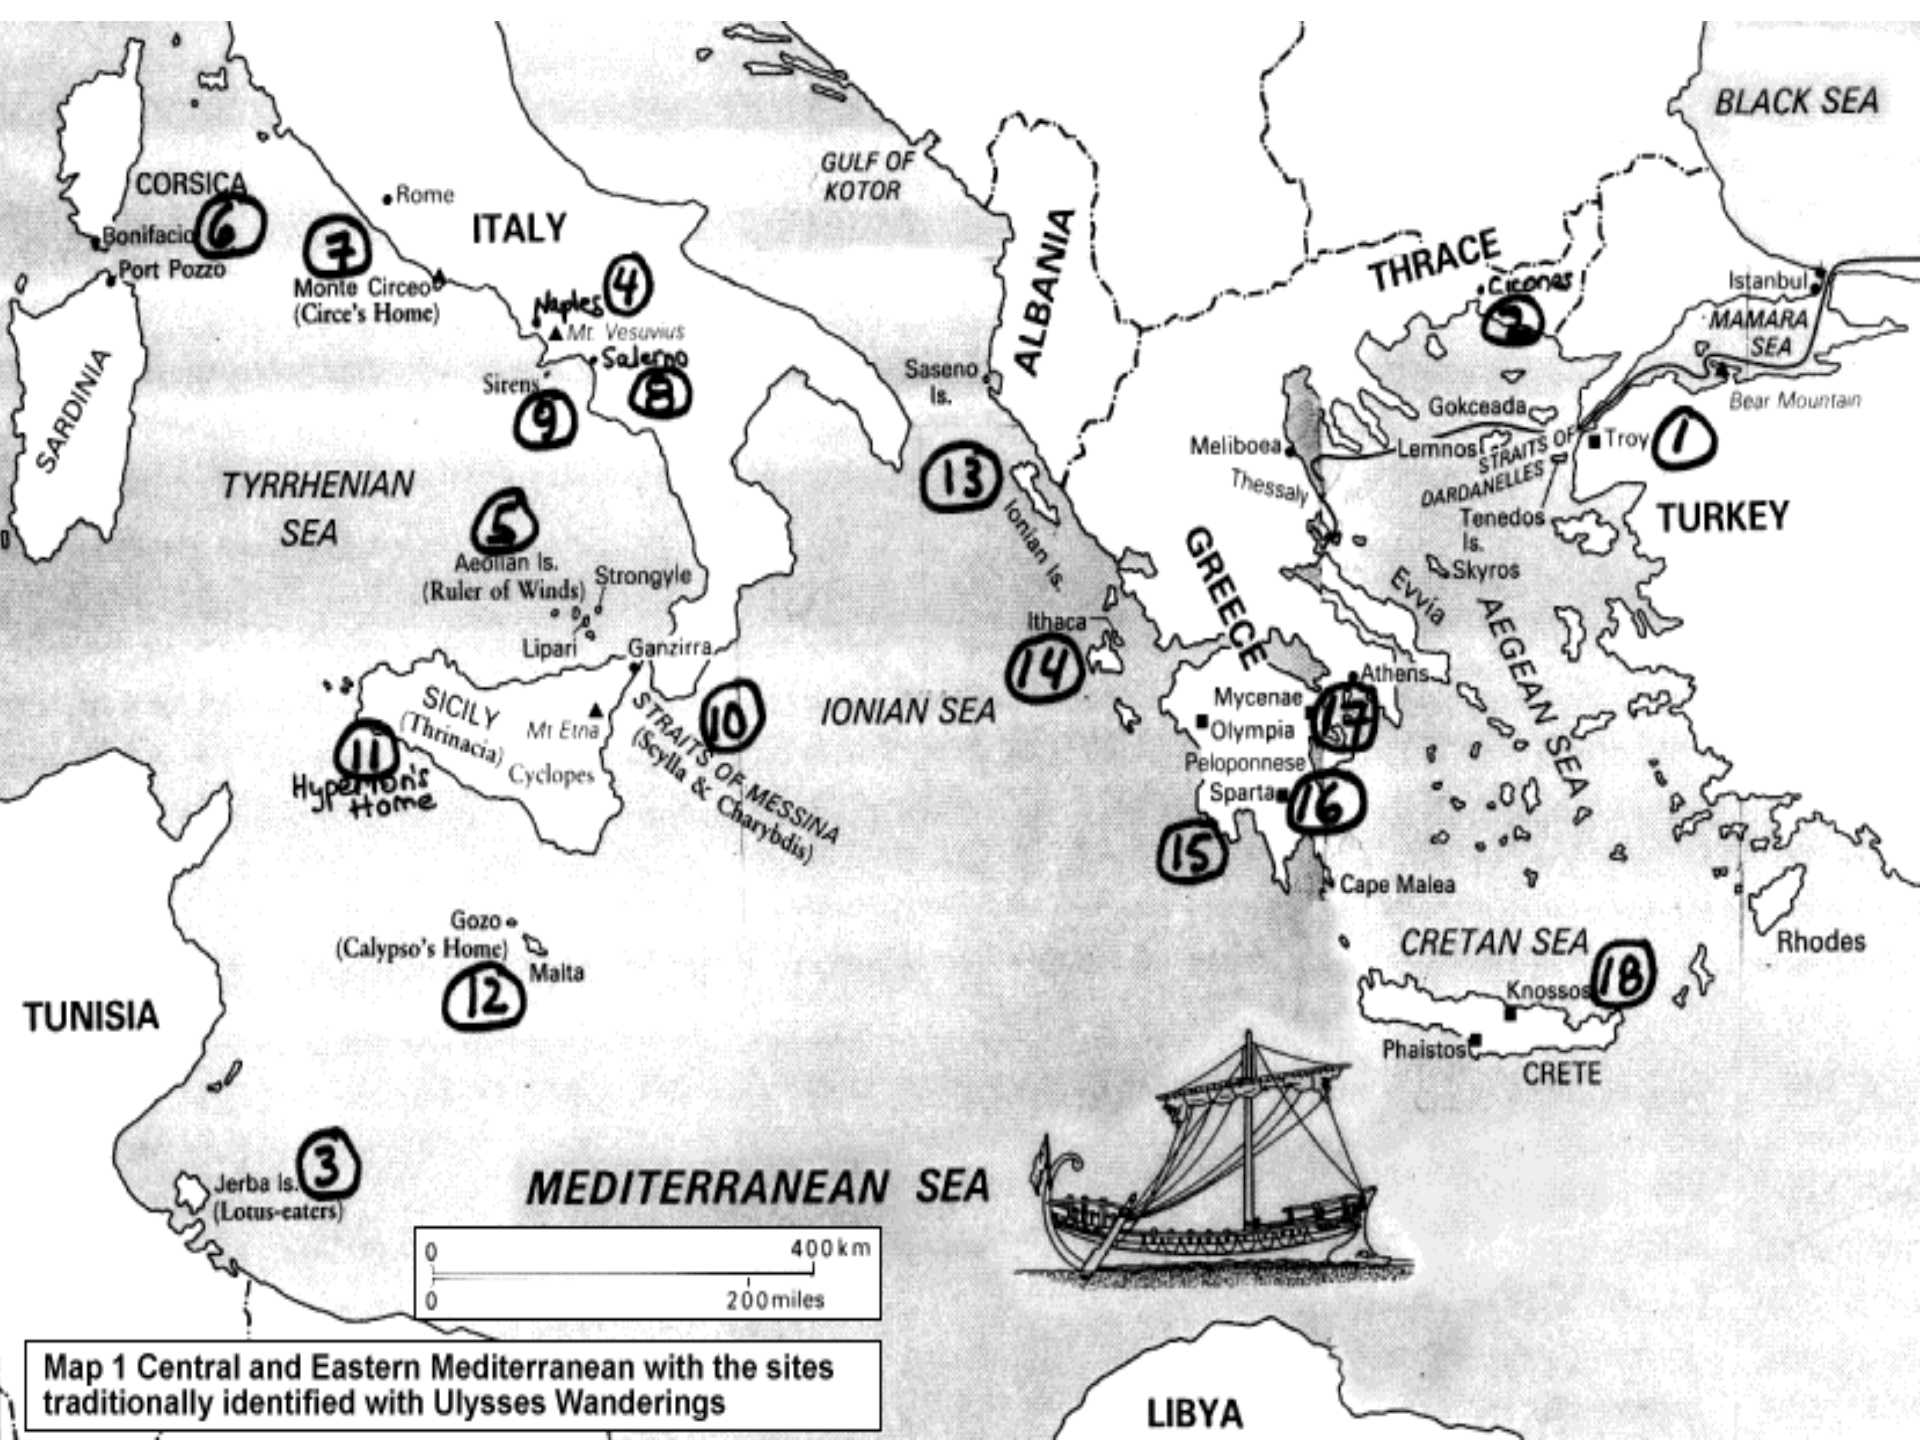 BLACK SEA
GULF OF
KOTOR
CORSICA
6
Bonifacio
Port Pozzo
Rome
ITALY
7
Monte Circeo
(Circe's Home)
4
Naples
Mt. Vesuvius
Salerno
8
Sirens
9
SARDINIA
TYRRHENIAN
SEA
5
Aeolian Is.
(Ruler of Winds)
Strongyle
Lipari
Ganzirra
ALBANIA
Saseno
Is.
THRACE
Cicones
2
Istanbul
MAMARA
SEA
Bear Mountain
Gokceada
Lemnos
STRAITS OF
DARDANELLES
Troy
1
TURKEY
Tenedos
Is.
Meliboea
Thessaly
13
Ionian Is.
GREECE
Skyros
Evvia
AEGEAN SEA
Ithaca
14
IONIAN SEA
Athens
Mycenae
17
Olympia
Peloponnese
Sparta
16
15
Cape Malea
SICILY
(Thrinacia)
Mt Etna
Cyclopes
10
STRAITS OF MESSINA
(Scylla & Charybdis)
11
Hyperion's
Home
Gozo
(Calypso's Home)
Malta
12
TUNISIA
CRETAN SEA
18
Knossos
Phaistos
CRETE
Rhodes
3
Jerba Is.
(Lotus-eaters)
MEDITERRANEAN SEA
0 400km
0 200miles
Map 1 Central and Eastern Mediterranean with the sites
traditionally identified with Ulysses Wanderings
LIBYA